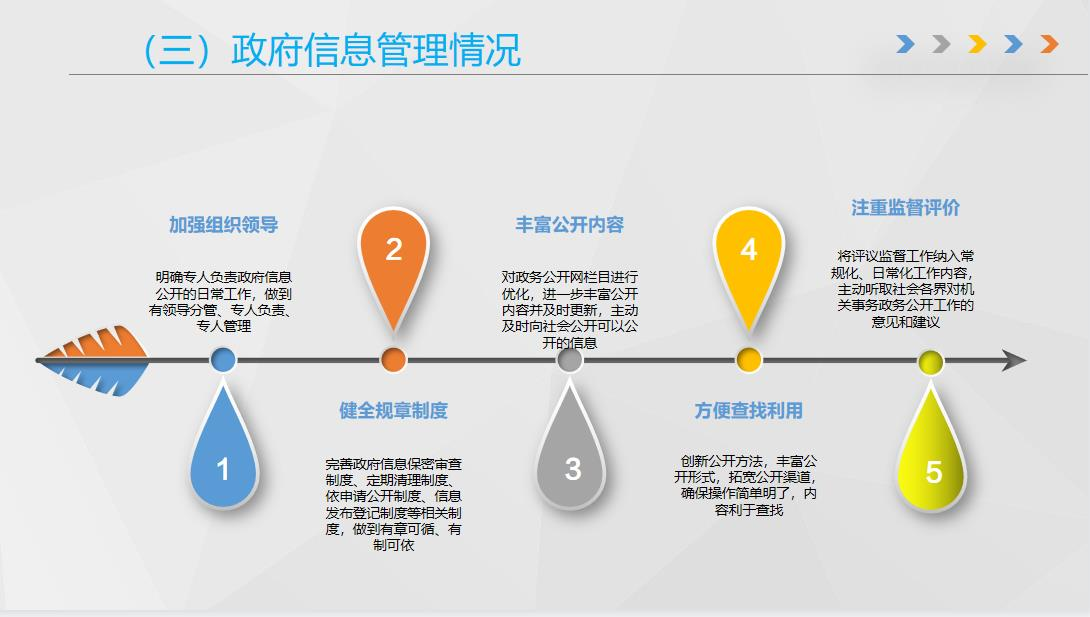 （三）政府信息管理情况
加强组织领导
明确专人负责政府信息
公开的日常工作，做到
有领导分管、专人负责、
专人管理
1
2
健全规章制度
完善政府信息保密审查
制度、定期清理制度、
依申请公开制度、信息
发布登记制度等相关制
度，做到有章可循、有
制可依
丰富公开内容
对政务公开网栏目进行
优化，进一步丰富公开
内容并及时更新，主动
及时向社会公开可以公
开的信息
3
4
方便查找利用
创新公开方法，丰富公
开形式，拓宽公开渠道，
确保操作简单明了，内
容利于查找
注重监督评价
将评议监督工作纳入常
规化、日常化工作内容，
主动听取社会各界对机
关事务政务公开工作的
意见和建议
5